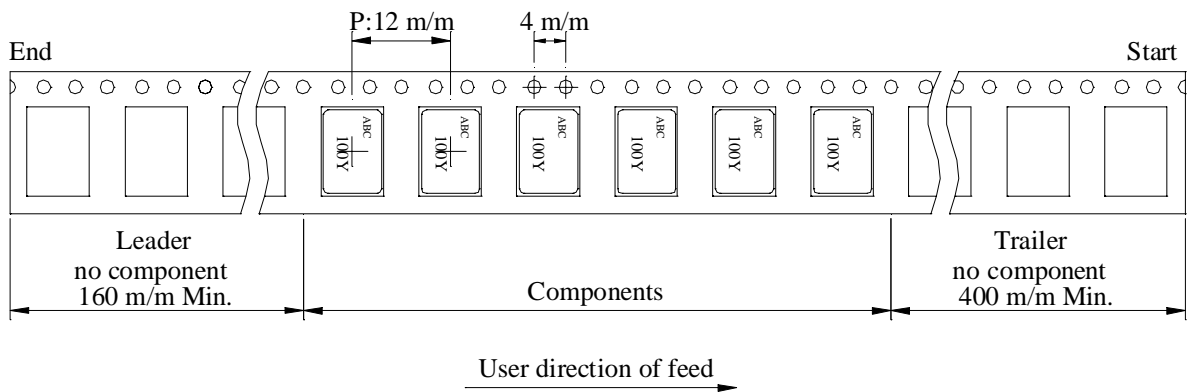 P:12 m/m
4 m/m
End
Start
ABC
100Y
ABC
100Y
ABC
100Y
ABC
100Y
ABC
100Y
ABC
100Y
Leader
no component
160 m/m Min.
Components
Trailer
no component
400 m/m Min.
User direction of feed